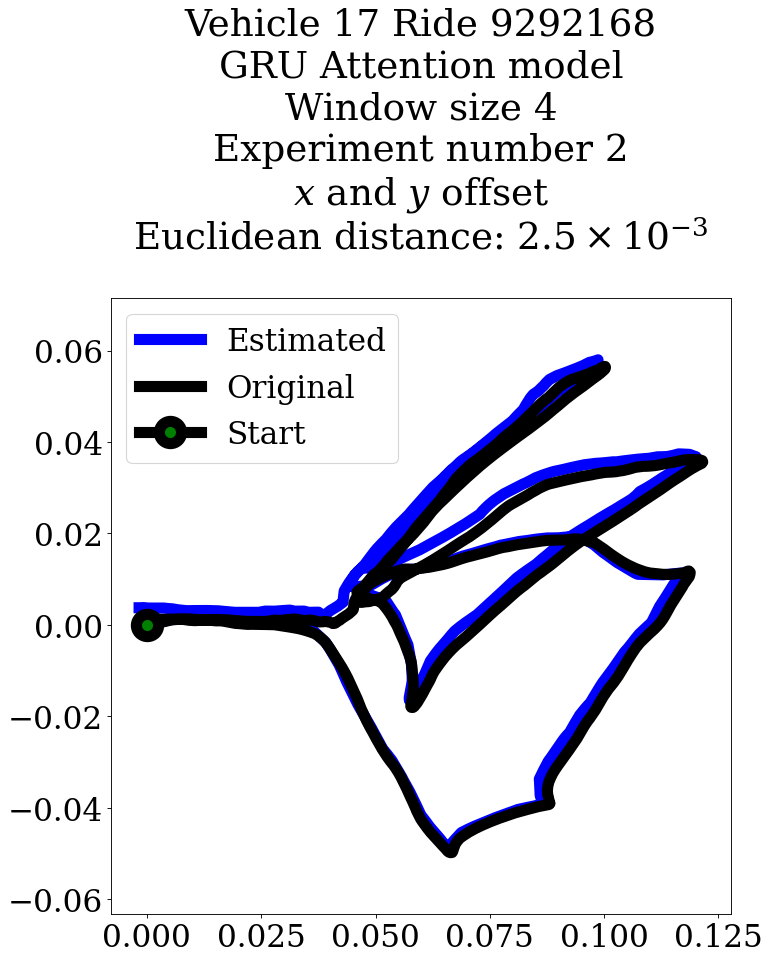 Vehicle 17 Ride 9292168
GRU Attention model
Window size 4
Experiment number 2
x and y offset
Euclidean distance: 2.5 × 10⁻³
Estimated
Original
Start
0.06
0.04
0.02
0.00
−0.02
−0.04
−0.06
0.000 0.025 0.050 0.075 0.100 0.125